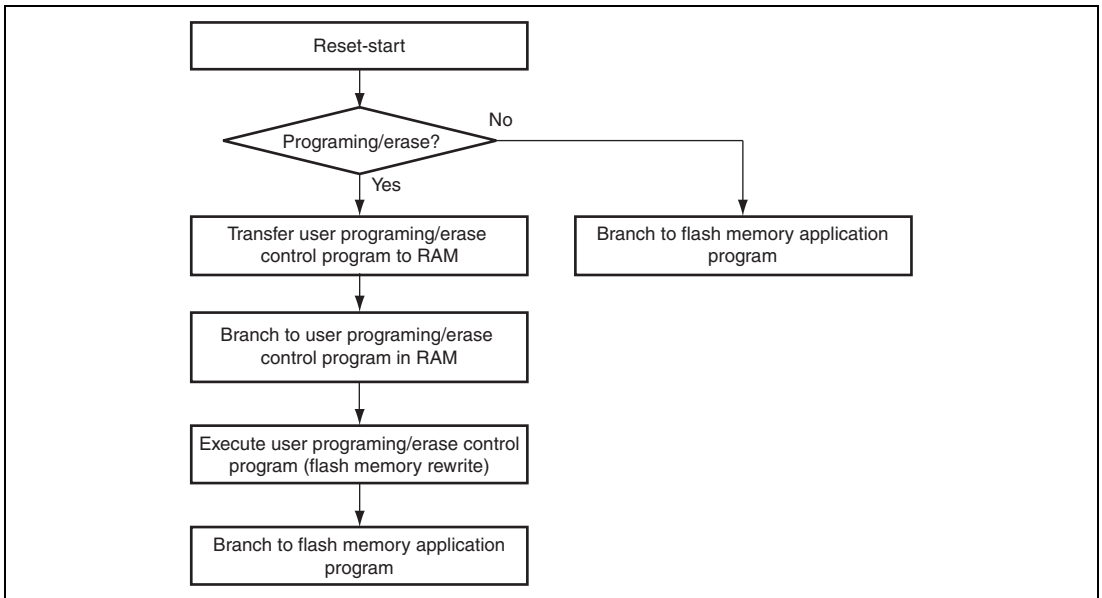 Reset-start
Programing/erase?
No
Yes
Transfer user programing/erase
control program to RAM
Branch to flash memory application
program
Branch to user programing/erase
control program in RAM
Execute user programing/erase control
program (flash memory rewrite)
Branch to flash memory application
program